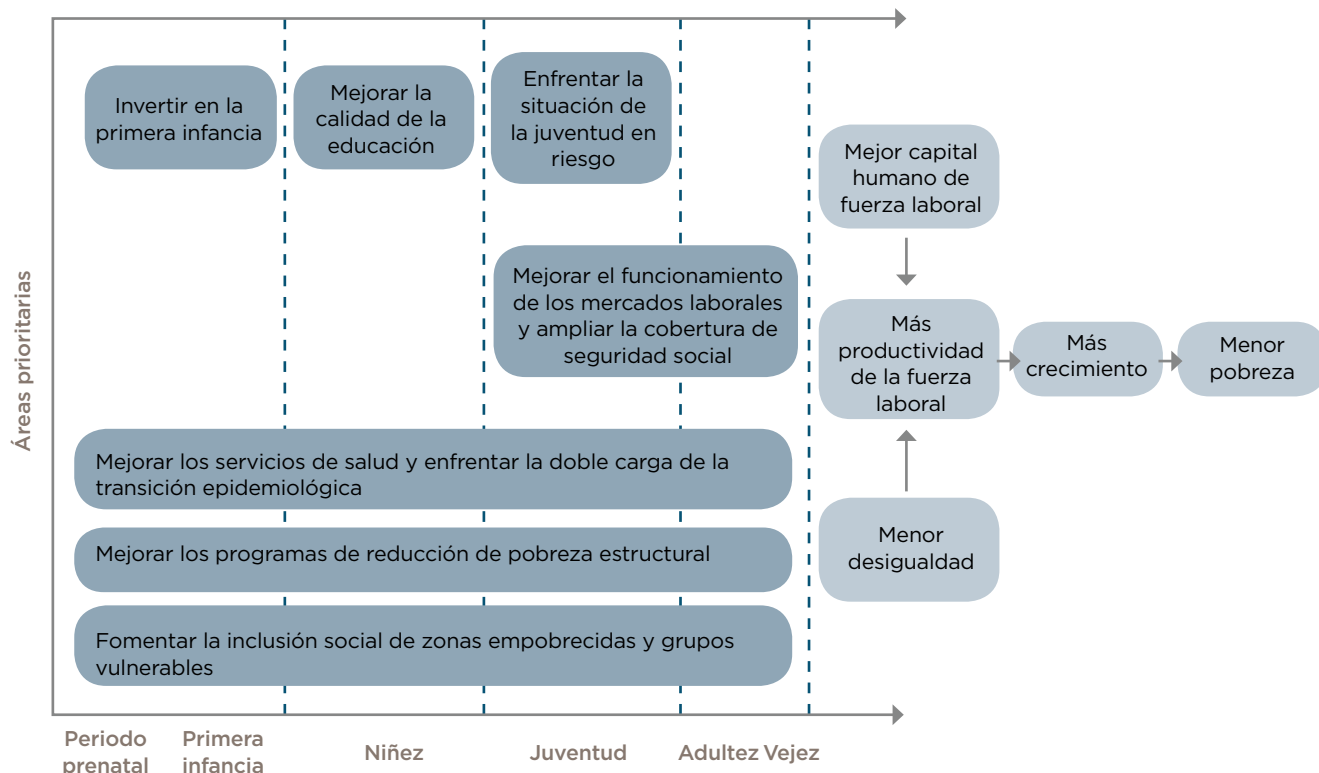 Invertir en la
primera infancia
Mejorar la
calidad de la
educación
Enfrentar la
situación de
la juventud en
riesgo
Mejor capital
humano de
fuerza laboral
Mejorar el funcionamiento
de los mercados laborales
y ampliar la cobertura de
seguridad social
Más
productividad
de la fuerza
laboral
Más
crecimiento
Menor
pobreza
Áreas prioritarias
Mejorar los servicios de salud y enfrentar la doble carga de la
transición epidemiológica
Mejorar los programas de reducción de pobreza estructural
Menor
desigualdad
Fomentar la inclusión social de zonas empobrecidas y grupos
vulnerables
Periodo
prenatal
Primera
infancia
Niñez
Juventud
Adultez Vejez